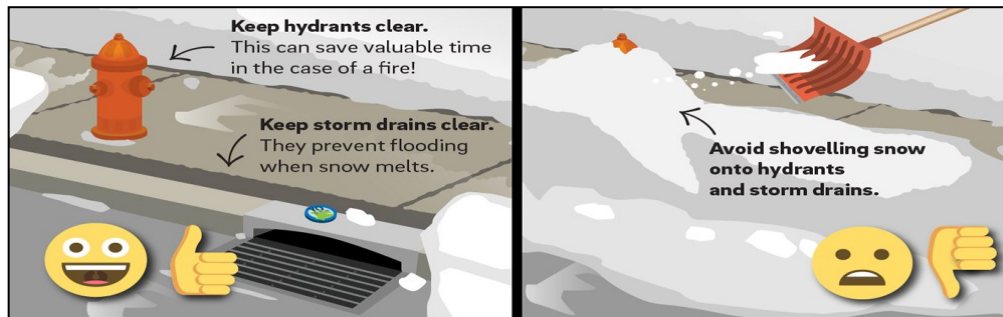 Keep hydrants clear.
This can save valuable time
in the case of a fire!
Keep storm drains clear.
They prevent flooding
when snow melts.
Avoid shovelling snow
onto hydrants
and storm drains.